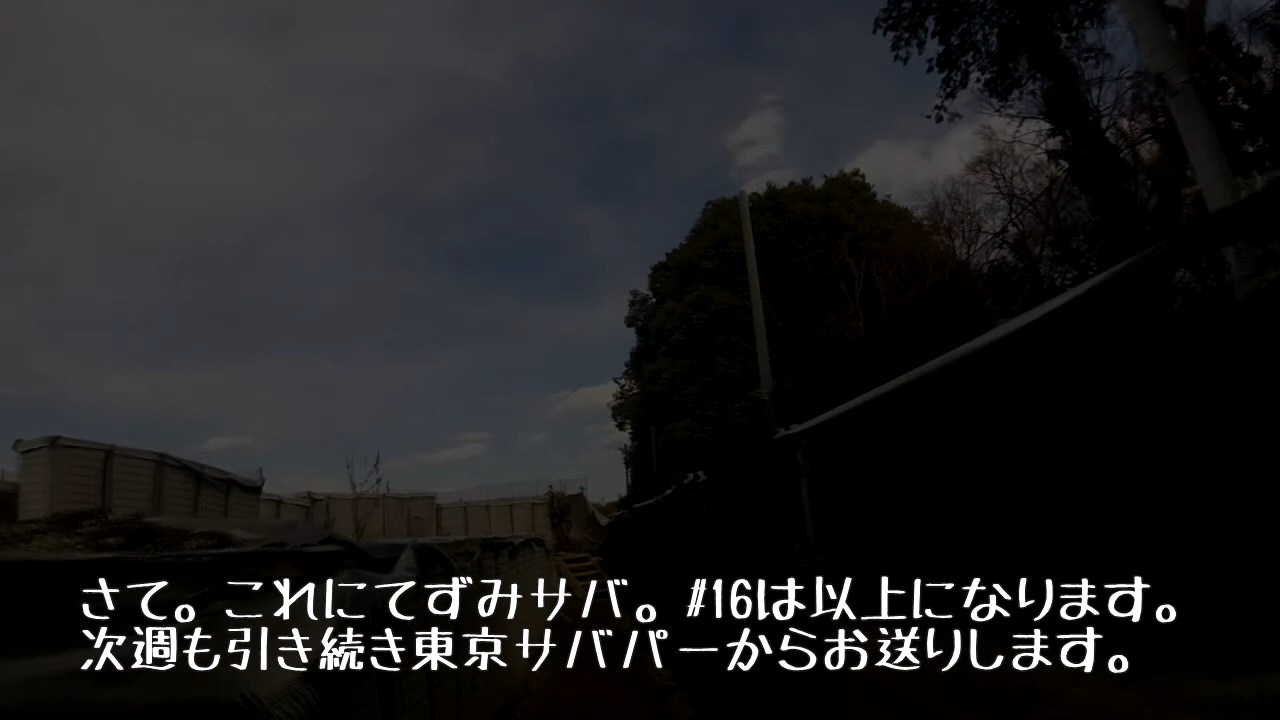 さて。これにてずみサバ。#16は以上になります。
次週も引き続き東京サバパーからお送りします。